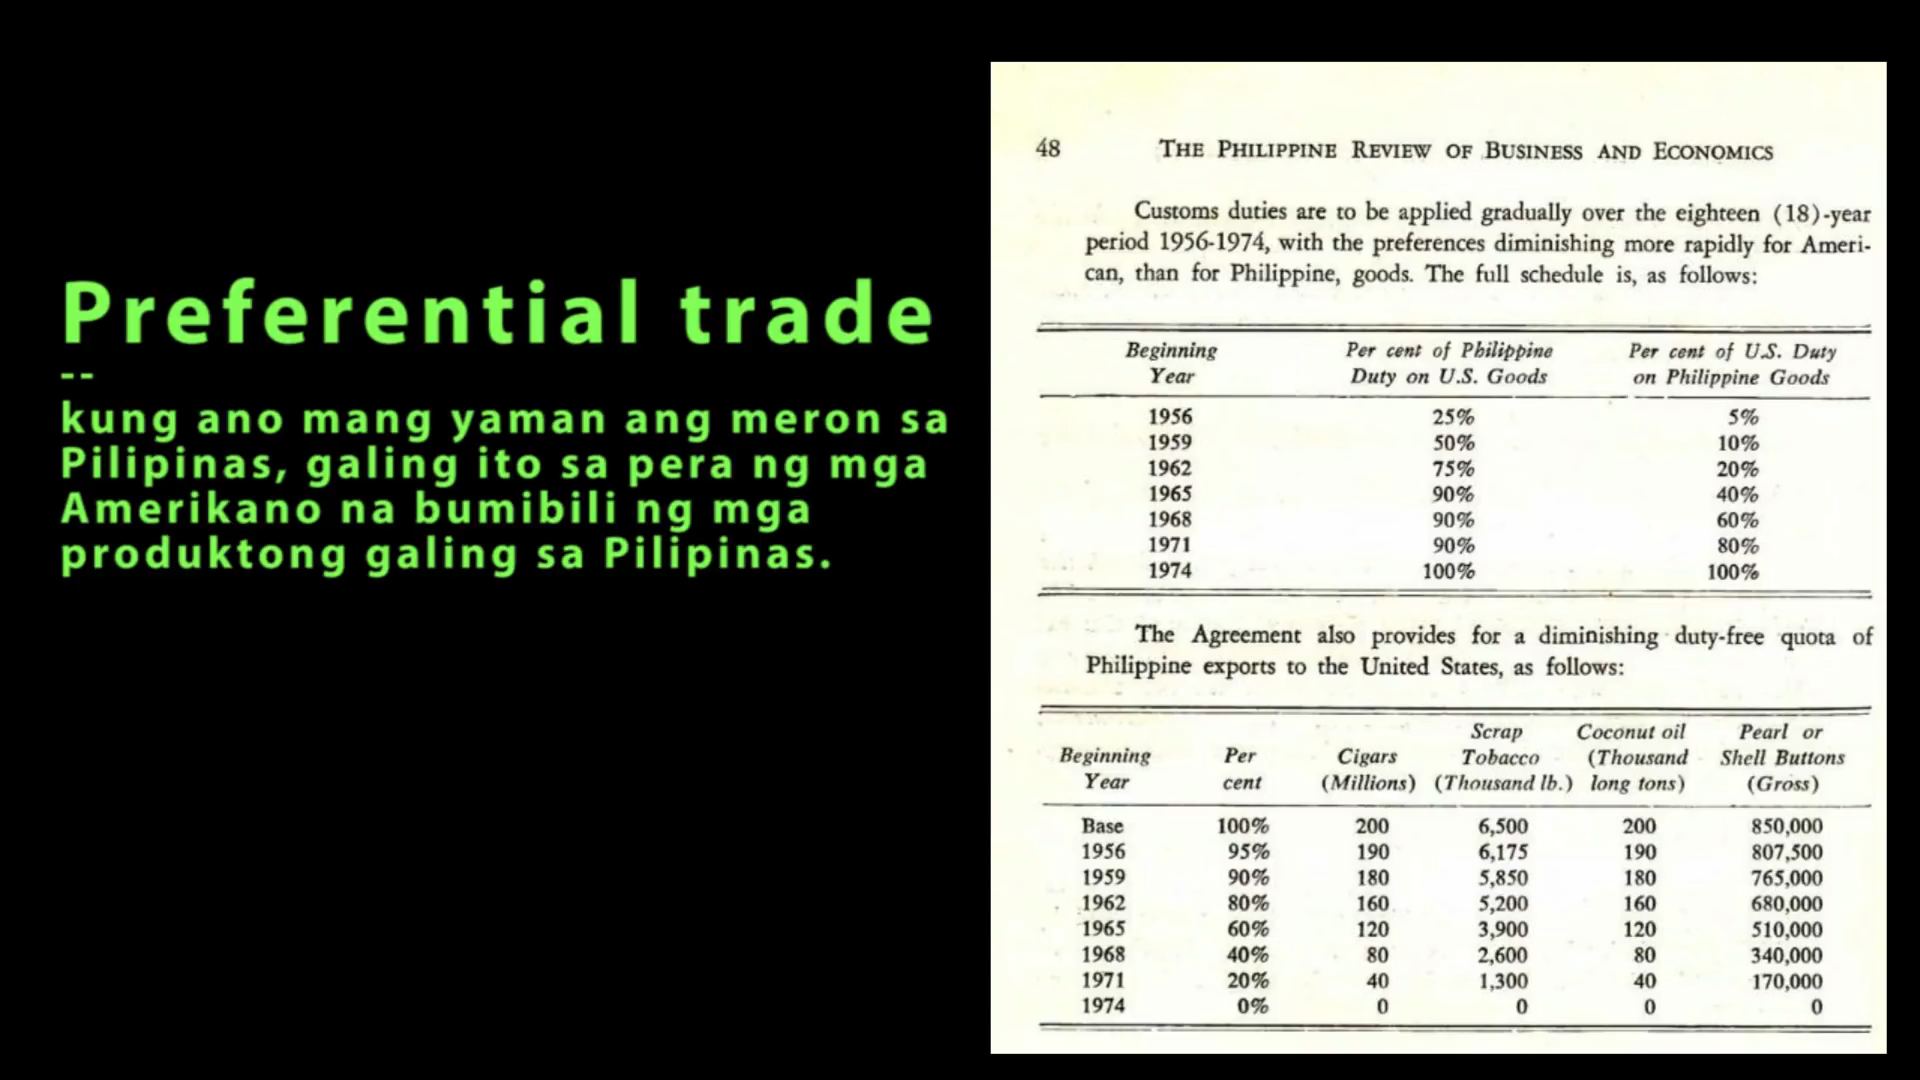 Preferential trade
--
kung ano mang yaman ang meron sa
Pilipinas, galing ito sa pera ng mga
Amerikano na bumibili ng mga
produktong galing sa Pilipinas.
48 THE PHILIPPINE REVIEW OF BUSINESS AND ECONOMICS
Customs duties are to be applied gradually over the eighteen (18)-year
period 1956-1974, with the preferences diminishing more rapidly for Ameri-
can, than for Philippine, goods. The full schedule is, as follows:
Beginning Per cent of Philippine Per cent of U.S. Duty
Year Duty on U.S. Goods on Philippine Goods
1956 25% 5%
1959 50% 10%
1962 75% 20%
1965 90% 40%
1968 90% 60%
1971 90% 80%
1974 100% 100%
The Agreement also provides for a diminishing duty-free quota of
Philippine exports to the United States, as follows:
Scrap Coconut oil Pearl or
Beginning Per Cigars Tobacco (Thousand Shell Buttons
Year cent (Millions) (Thousand lb.) long tons) (Gross)
Base 100% 200 6,500 200 850,000
1956 95% 190 6,175 190 807,500
1959 90% 180 5,850 180 765,000
1962 80% 160 5,200 160 680,000
1965 60% 120 3,900 120 510,000
1968 40% 80 2,600 80 340,000
1971 20% 40 1,300 40 170,000
1974 0% 0 0 0 0